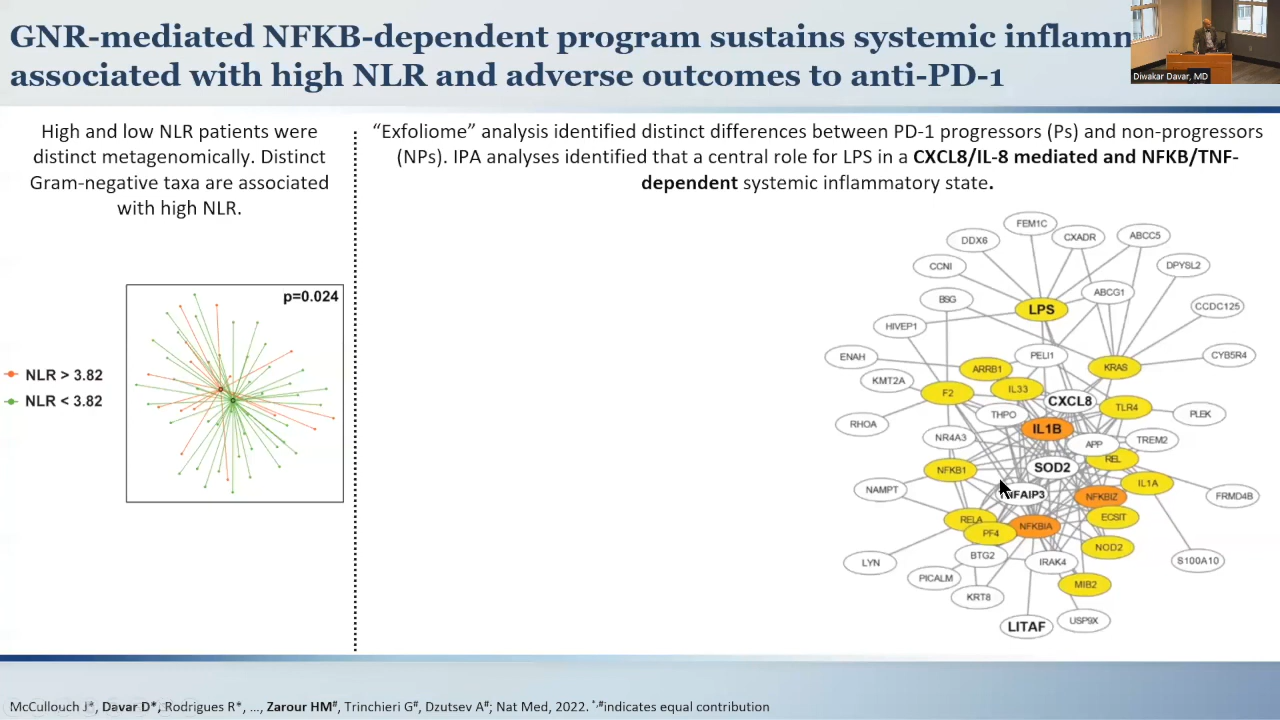 GNR-mediated NFKB-dependent program sustains systemic inflamm
associated with high NLR and adverse outcomes to anti-PD-1
Diwakar Davar, MD
High and low NLR patients were
distinct metagenomically. Distinct
Gram-negative taxa are associated
with high NLR.
p=0.024
NLR > 3.82
NLR < 3.82
“Exfoliome” analysis identified distinct differences between PD-1 progressors (Ps) and non-progressors
(NPs). IPA analyses identified that a central role for LPS in a CXCL8/IL-8 mediated and NFKB/TNF-
dependent systemic inflammatory state.
FEM1C
DDX6
CXADR
ABCC5
CCNI
DPYSL2
BSG
ABCG1
LPS
CCDC125
HIVEP1
ENAH
PELI1
CYB5R4
ARRB1
KRAS
KMT2A
IL33
F2
CXCL8
TLR4
THPO
PLEK
RHOA
IL1B
NR4A3
APP
TREM2
REL
NFKB1
SOD2
IL1A
NAMPT
NFAIP3
NFKBIZ
FRMD4B
RELA
ECSIT
PF4
NFKBIA
NOD2
BTG2
LYN
IRAK4
S100A10
PICALM
MIB2
KRT8
LITAF
USP9X
McCullouch J*, Davar D*, Rodrigues R*, ..., Zarour HM#, Trinchieri G#, Dzutsev A#; Nat Med, 2022. *,#indicates equal contribution